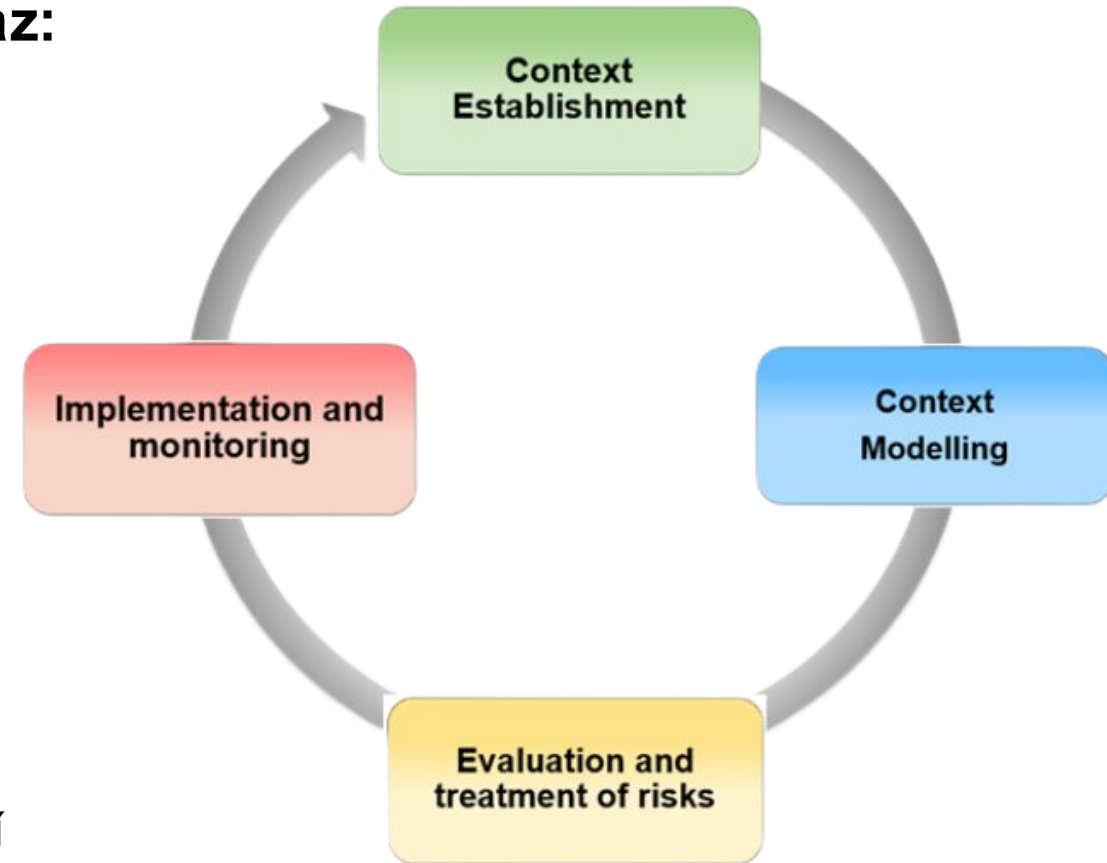 az:
Context
Establishment
Implementation and
monitoring
Context
Modelling
Evaluation and
treatment of risks
í